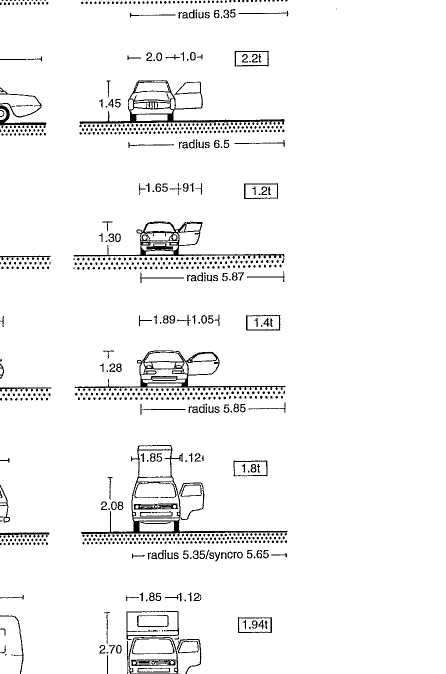 radius 6.35
2.0 1.0 2.2t
1.45
radius 6.5
1.65 91 1.2t
1.30
radius 5.87
1.89 1.05 1.4t
1.28
radius 5.85
1.85 1.12 1.8t
2.08
radius 5.35/syncro 5.65
1.85 1.12
1.94t
2.70